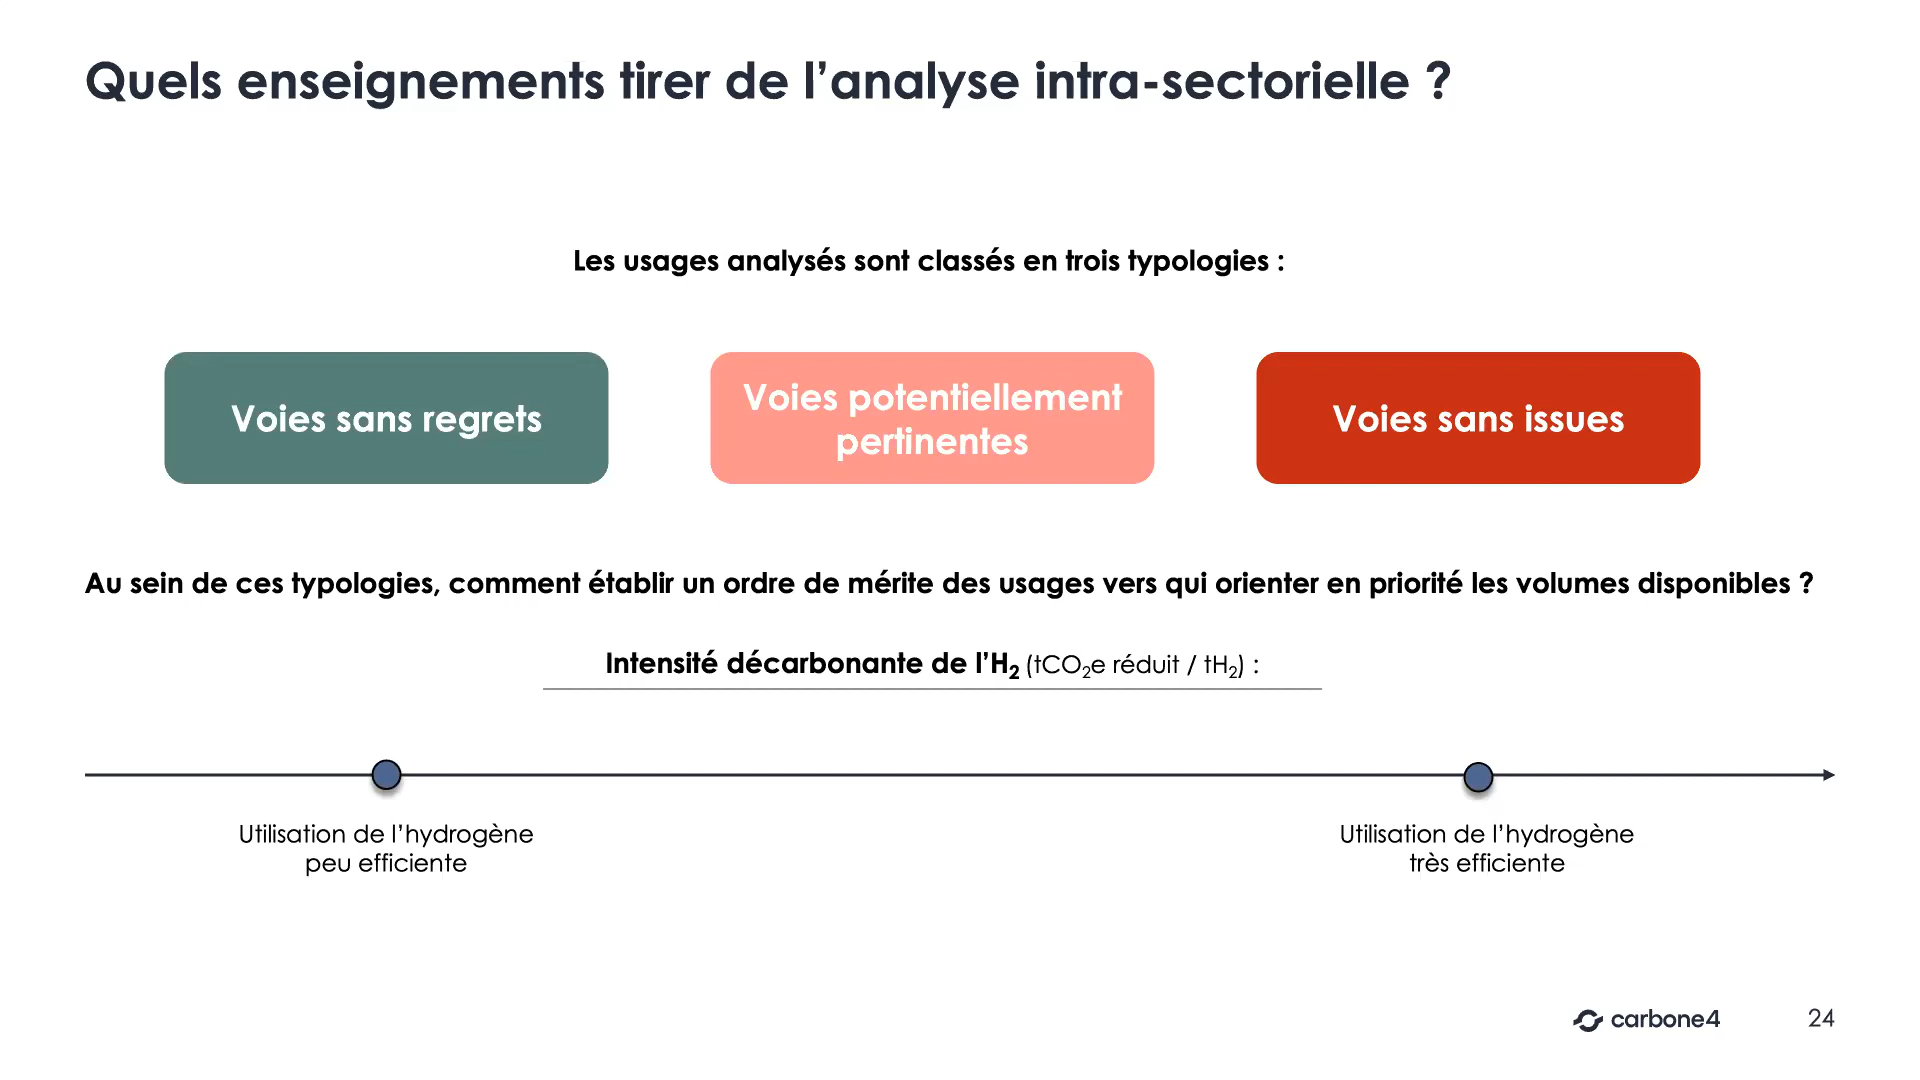 Quels enseignements tirer de l’analyse intra-sectorielle ?
Les usages analysés sont classés en trois typologies :
Voies sans regrets
Voies potentiellement
pertinentes
Voies sans issues
Au sein de ces typologies, comment établir un ordre de mérite des usages vers qui orienter en priorité les volumes disponibles ?
Intensité décarbonante de l’H₂ (tCO₂e réduit / tH₂) :
Utilisation de l’hydrogène
peu efficiente
Utilisation de l’hydrogène
très efficiente
carbone4
24